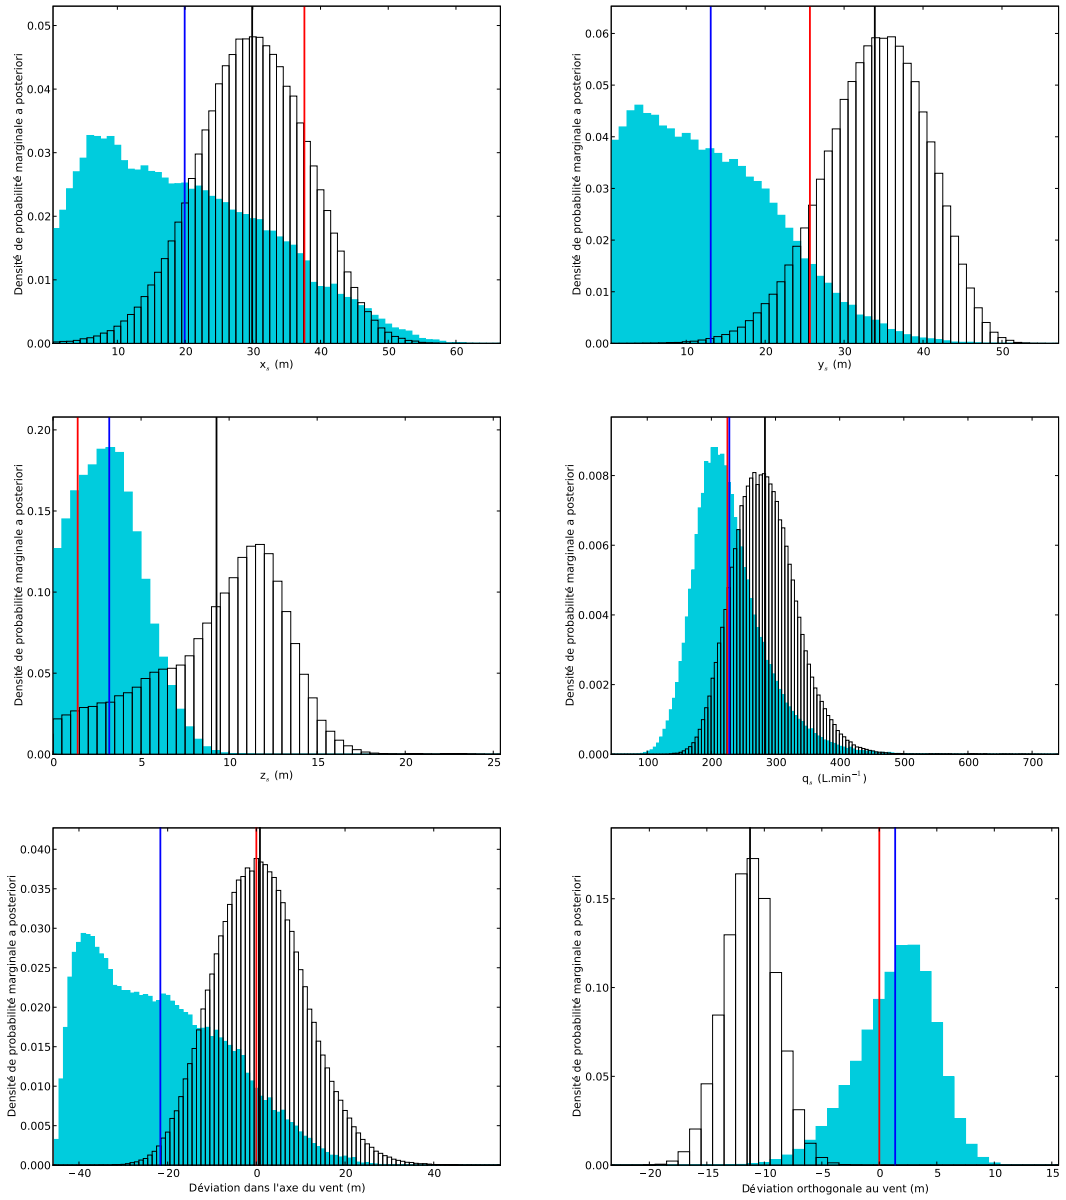 Densité de probabilité marginale a posteriori
0.05
0.04
0.03
0.02
0.01
0.00
10 20 30 40 50 60
xₛ (m)
Densité de probabilité marginale a posteriori
0.06
0.05
0.04
0.03
0.02
0.01
0.00
10 20 30 40 50
yₛ (m)
Densité de probabilité marginale a posteriori
0.20
0.15
0.10
0.05
0.00
0 5 10 15 20 25
zₛ (m)
Densité de probabilité marginale a posteriori
0.008
0.006
0.004
0.002
0.000
100 200 300 400 500 600 700
qₛ (L.min⁻¹)
Densité de probabilité marginale a posteriori
0.040
0.035
0.030
0.025
0.020
0.015
0.010
0.005
0.000
−40 −20 0 20 40
Déviation dans l'axe du vent (m)
Densité de probabilité marginale a posteriori
0.15
0.10
0.05
0.00
−20 −15 −10 −5 0 5 10 15
Déviation orthogonale au vent (m)